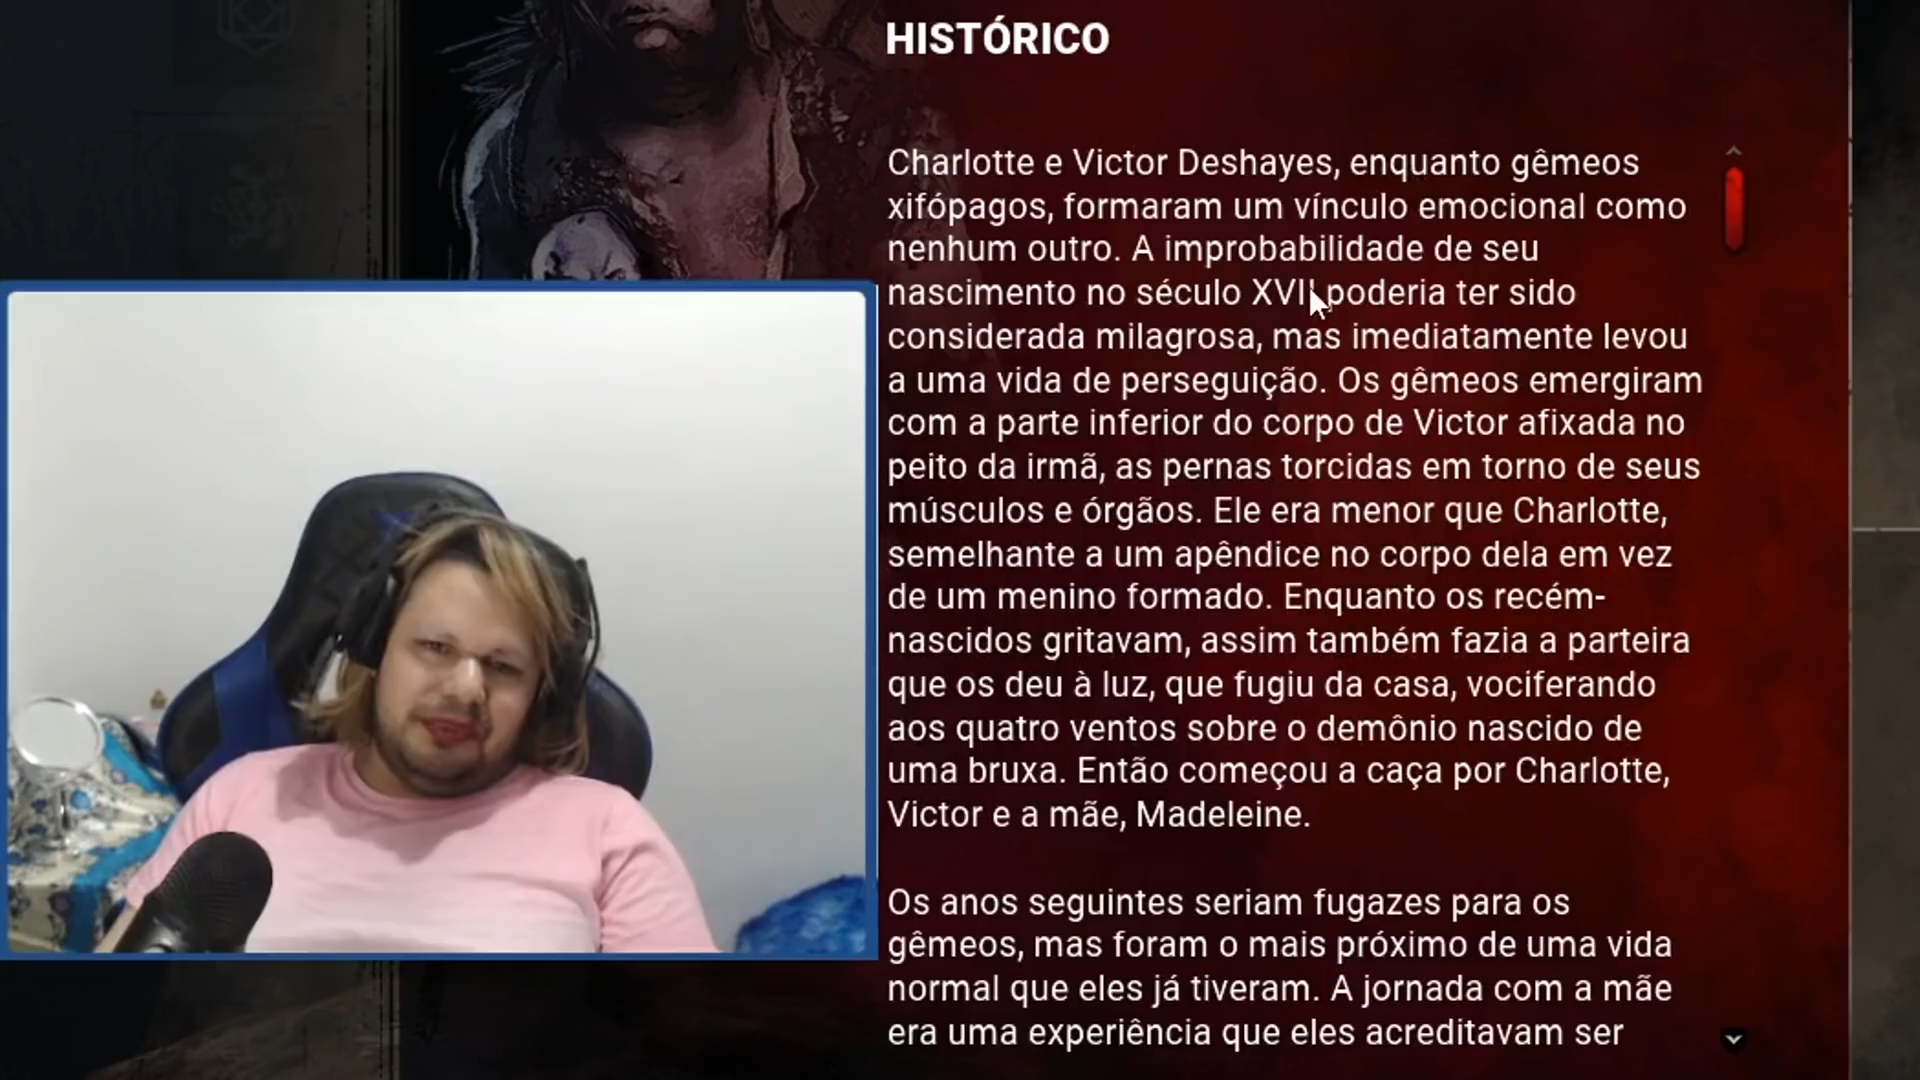 HISTÓRICO
Charlotte e Victor Deshayes, enquanto gêmeos
xifópagos, formaram um vínculo emocional como
nenhum outro. A improbabilidade de seu
nascimento no século XVII poderia ter sido
considerada milagrosa, mas imediatamente levou
a uma vida de perseguição. Os gêmeos emergiram
com a parte inferior do corpo de Victor afixada no
peito da irmã, as pernas torcidas em torno de seus
músculos e órgãos. Ele era menor que Charlotte,
semelhante a um apêndice no corpo dela em vez
de um menino formado. Enquanto os recém-
nascidos gritavam, assim também fazia a parteira
que os deu à luz, que fugiu da casa, vociferando
aos quatro ventos sobre o demônio nascido de
uma bruxa. Então começou a caça por Charlotte,
Victor e a mãe, Madeleine.
Os anos seguintes seriam fugazes para os
gêmeos, mas foram o mais próximo de uma vida
normal que eles já tiveram. A jornada com a mãe
era uma experiência que eles acreditavam ser